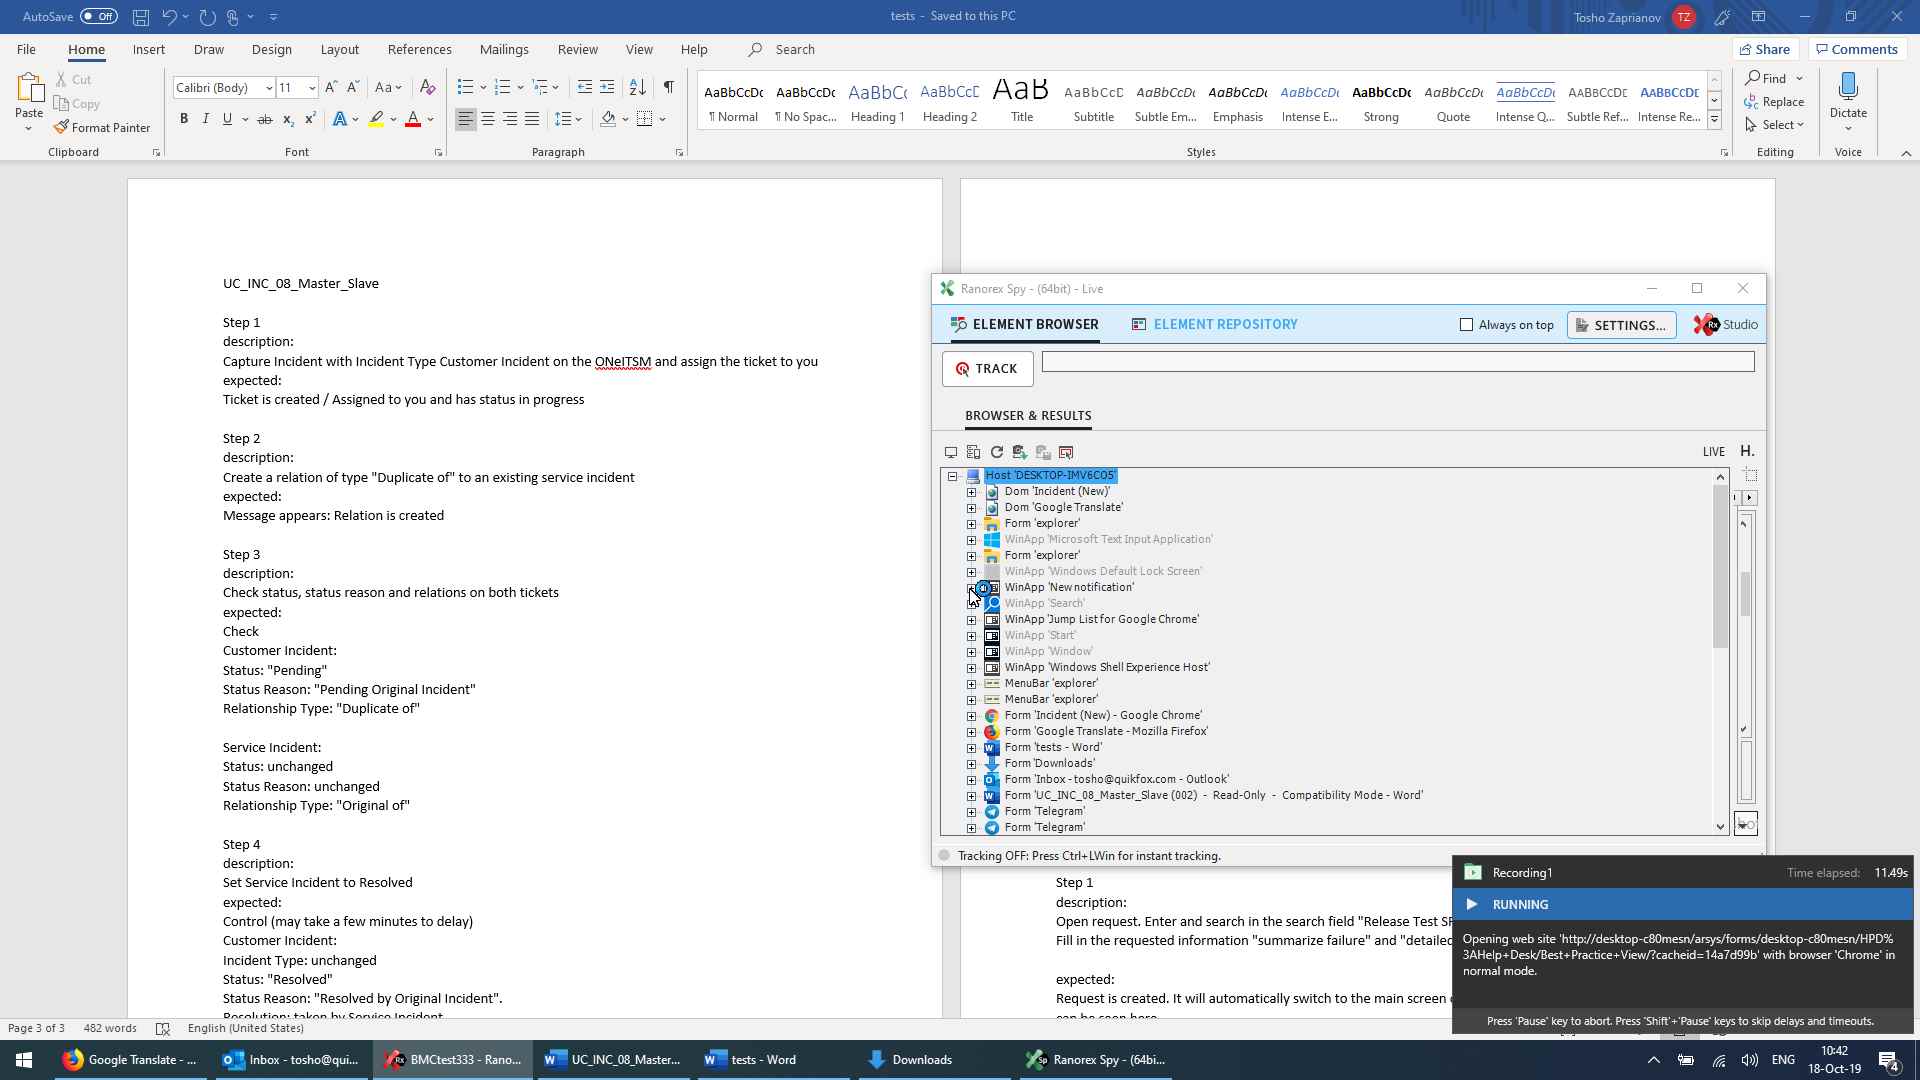 AutoSave Off
tests - Saved to this PC
Tosho Zaprianov TZ
File Home Insert Draw Design Layout References Mailings Review View Help Search
Share Comments
Paste
Cut
Copy
Format Painter
Clipboard
Calibri (Body) 11
Font
Paragraph
AaBbCcDc AaBbCcDc AaBbCc AaBbCcE AaB AaBbCcD AaBbCcDc AaBbCcDc AaBbCcDc AaBbCcDc AaBbCcDc AaBbCcDc AABBCCDE AABBCCDE
¶ Normal ¶ No Spac... Heading 1 Heading 2 Title Subtitle Subtle Em... Emphasis Intense E... Strong Quote Intense Q... Subtle Ref... Intense Re...
Styles
Find
Replace
Select
Editing
Dictate
Voice
UC_INC_08_Master_Slave
Step 1
description:
Capture Incident with Incident Type Customer Incident on the ONeITSM and assign the ticket to you
expected:
Ticket is created / Assigned to you and has status in progress
Step 2
description:
Create a relation of type "Duplicate of" to an existing service incident
expected:
Message appears: Relation is created
Step 3
description:
Check status, status reason and relations on both tickets
expected:
Check
Customer Incident:
Status: "Pending"
Status Reason: "Pending Original Incident"
Relationship Type: "Duplicate of"
Service Incident:
Status: unchanged
Status Reason: unchanged
Relationship Type: "Original of"
Step 4
description:
Set Service Incident to Resolved
expected:
Control (may take a few minutes to delay)
Customer Incident:
Incident Type: unchanged
Status: "Resolved"
Status Reason: "Resolved by Original Incident".
Resolution: taken by Service Incident
Ranorex Spy - (64bit) - Live
ELEMENT BROWSER ELEMENT REPOSITORY Always on top SETTINGS... Rx Studio
TRACK
BROWSER & RESULTS
LIVE H.
Host 'DESKTOP-IMV6CO5'
Dom 'Incident (New)'
Dom 'Google Translate'
Form 'explorer'
WinApp 'Microsoft Text Input Application'
Form 'explorer'
WinApp 'Windows Default Lock Screen'
WinApp 'New notification'
WinApp 'Search'
WinApp 'Jump List for Google Chrome'
WinApp 'Start'
WinApp 'Window'
WinApp 'Windows Shell Experience Host'
MenuBar 'explorer'
MenuBar 'explorer'
Form 'Incident (New) - Google Chrome'
Form 'Google Translate - Mozilla Firefox'
Form 'tests - Word'
Form 'Downloads'
Form 'Inbox - tosho@quikfox.com - Outlook'
Form 'UC_INC_08_Master_Slave (002) - Read-Only - Compatibility Mode - Word'
Form 'Telegram'
Form 'Telegram'
Tracking OFF: Press Ctrl+LWin for instant tracking.
Step 1
description:
Open request. Enter and search in the search field "Release Test
Fill in the requested information "summarize failure" and "detailed
expected:
Request is created. It will automatically switch to the main screen
can be seen here
Recording1 Time elapsed: 11.49s
RUNNING
Opening web site 'http://desktop-c80mesn/arsys/forms/desktop-c80mesn/HPD%
3AHelp+Desk/Best+Practice+View/?cacheid=14a7d99b' with browser 'Chrome' in
normal mode.
Press 'Pause' key to abort. Press 'Shift'+'Pause' keys to skip delays and timeouts.
Page 3 of 3 482 words English (United States)
Google Translate - ... Inbox - tosho@qui... BMCtest333 - Rano... UC_INC_08_Master... tests - Word Downloads Ranorex Spy - (64bi...
ENG
10:42
18-Oct-19
4